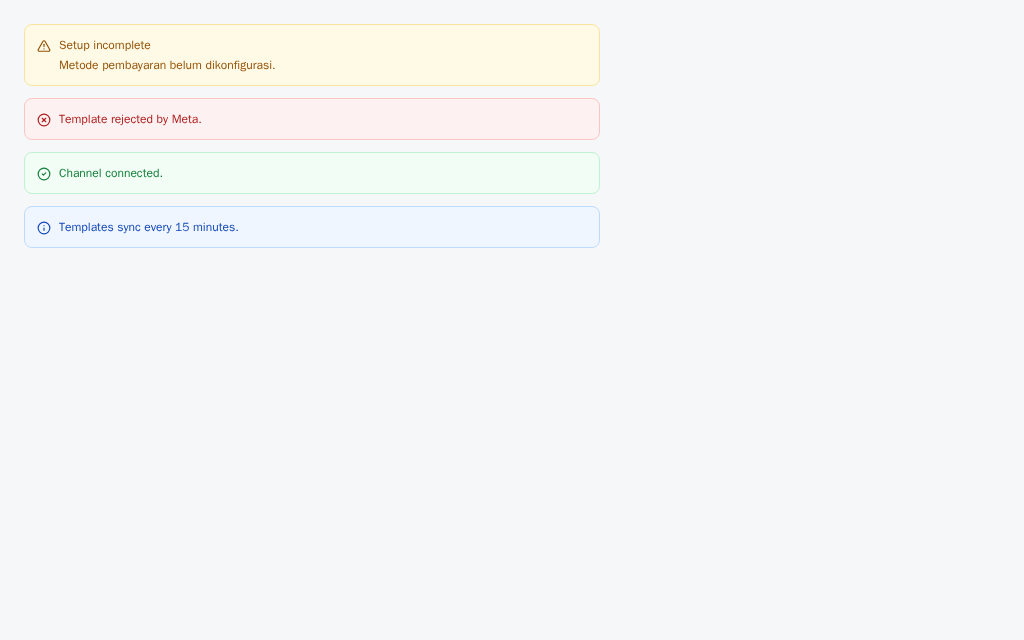 Setup incomplete
Metode pembayaran belum dikonfigurasi.
Template rejected by Meta.
Channel connected.
Templates sync every 15 minutes.